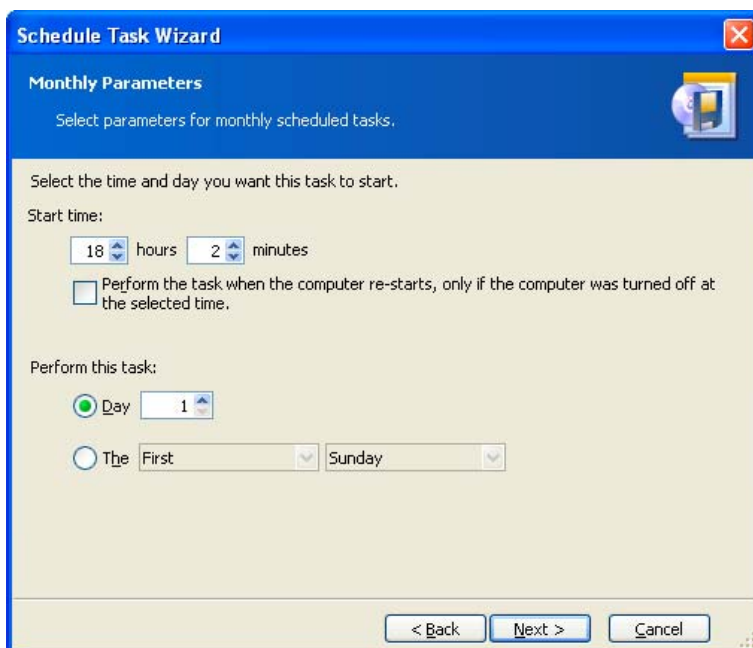 Schedule Task Wizard
Monthly Parameters
Select parameters for monthly scheduled tasks.
Select the time and day you want this task to start.
Start time:
18 hours 2 minutes
Perform the task when the computer re-starts, only if the computer was turned off at
the selected time.
Perform this task:
Day 1
The First Sunday
< Back Next > Cancel